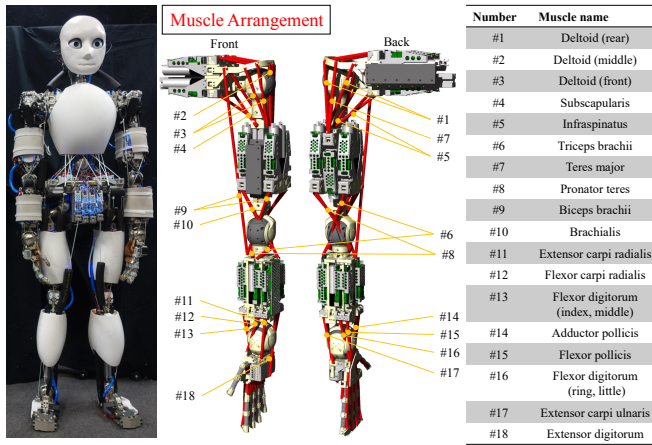 Muscle Arrangement
Front
Back
#2
#3
#4
#9
#10
#11
#12
#13
#18
#1
#7
#5
#6
#8
#14
#15
#16
#17
Number Muscle name
#1 Deltoid (rear)
#2 Deltoid (middle)
#3 Deltoid (front)
#4 Subscapularis
#5 Infraspinatus
#6 Triceps brachii
#7 Teres major
#8 Pronator teres
#9 Biceps brachii
#10 Brachialis
#11 Extensor carpi radialis
#12 Flexor carpi radialis
#13 Flexor digitorum
(index, middle)
#14 Adductor pollicis
#15 Flexor pollicis
#16 Flexor digitorum
(ring, little)
#17 Extensor carpi ulnaris
#18 Extensor digitorum